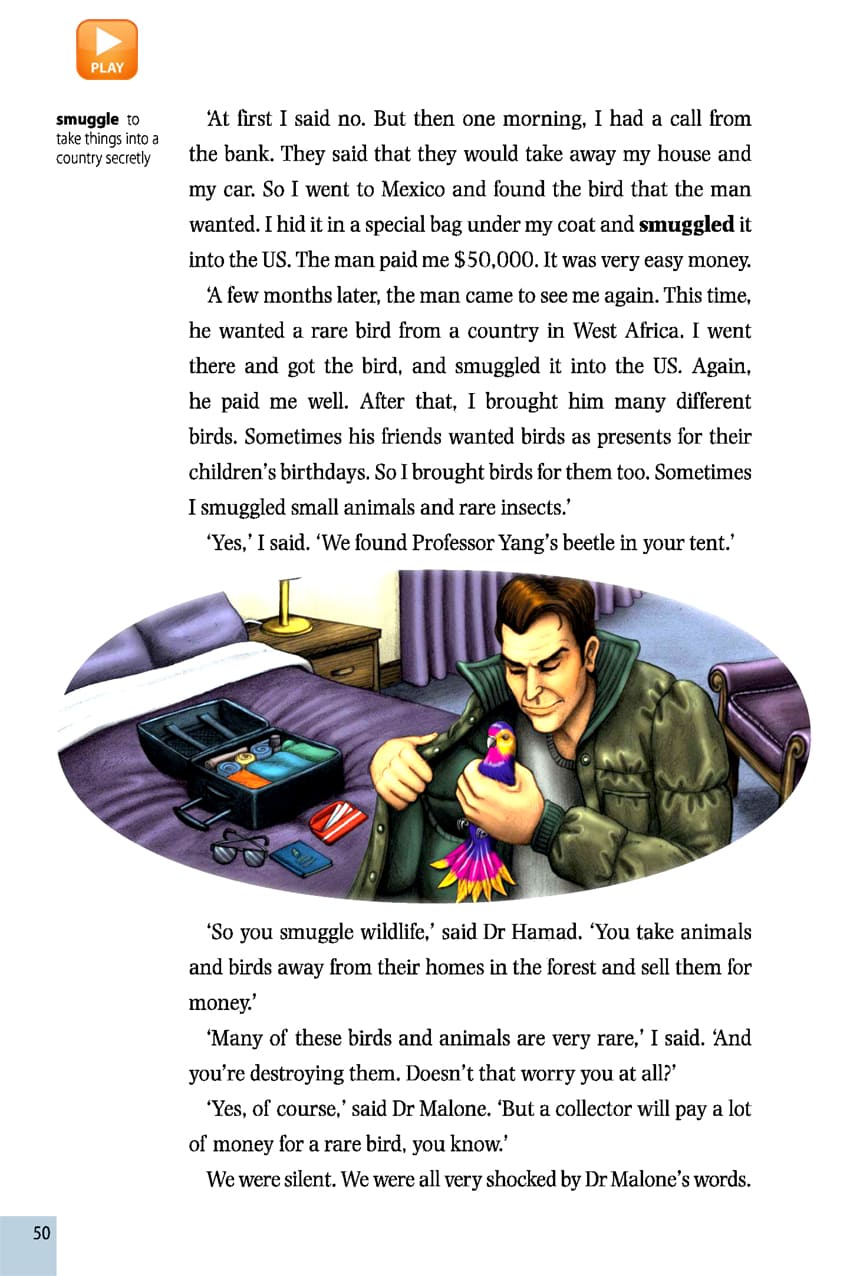 PLAY
smuggle to
take things into a
country secretly
‘At first I said no. But then one morning, I had a call from
the bank. They said that they would take away my house and
my car. So I went to Mexico and found the bird that the man
wanted. I hid it in a special bag under my coat and smuggled it
into the US. The man paid me $50,000. It was very easy money.
‘A few months later, the man came to see me again. This time,
he wanted a rare bird from a country in West Africa. I went
there and got the bird, and smuggled it into the US. Again,
he paid me well. After that, I brought him many different
birds. Sometimes his friends wanted birds as presents for their
children’s birthdays. So I brought birds for them too. Sometimes
I smuggled small animals and rare insects.’
‘Yes,’ I said. ‘We found Professor Yang’s beetle in your tent.’
‘So you smuggle wildlife,’ said Dr Hamad. ‘You take animals
and birds away from their homes in the forest and sell them for
money.’
‘Many of these birds and animals are very rare,’ I said. ‘And
you’re destroying them. Doesn’t that worry you at all?’
‘Yes, of course,’ said Dr Malone. ‘But a collector will pay a lot
of money for a rare bird, you know.’
We were silent. We were all very shocked by Dr Malone’s words.
50